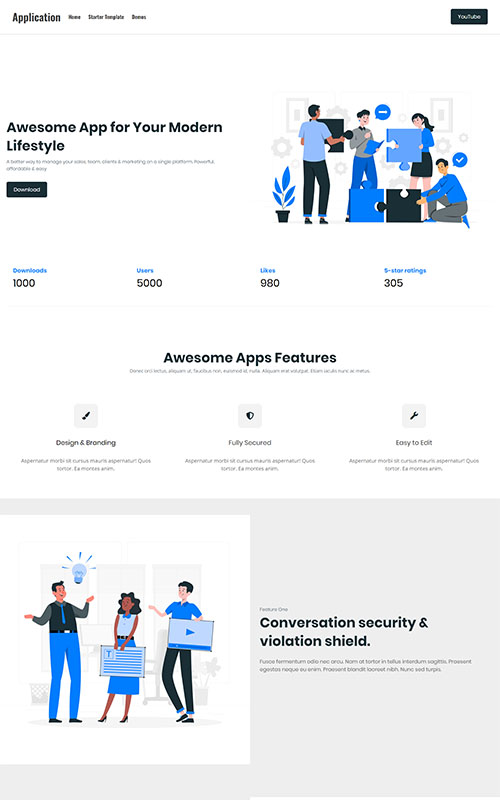 Application Home Starter Template Demos YouTube
Awesome App for Your Modern
Lifestyle
A better way to manage your sales, team, clients & marketing on a single platform. Powerful,
affordable & easy
Download
Downloads Users Likes 5-star ratings
1000 5000 980 305
Awesome Apps Features
Donec orci lectus, aliquam ut, faucibus non, euismod id, nulla. Aliquam erat volutpat. Etiam iaculis nunc ac metus.
Design & Branding Fully Secured Easy to Edit
Aspernatur morbi sit cursus mauris aspernatur! Quos Aspernatur morbi sit cursus mauris aspernatur! Quos Aspernatur morbi sit cursus mauris aspernatur! Quos
tortor. Ea montes anim. tortor. Ea montes anim. tortor. Ea montes anim.
T
Feature One
Conversation security &
violation shield.
Fusce fermentum odio nec arcu. Nam at tortor in tellus interdum sagittis. Praesent
egestas neque eu enim. Praesent blandit laoreet nibh. Nunc sed turpis.